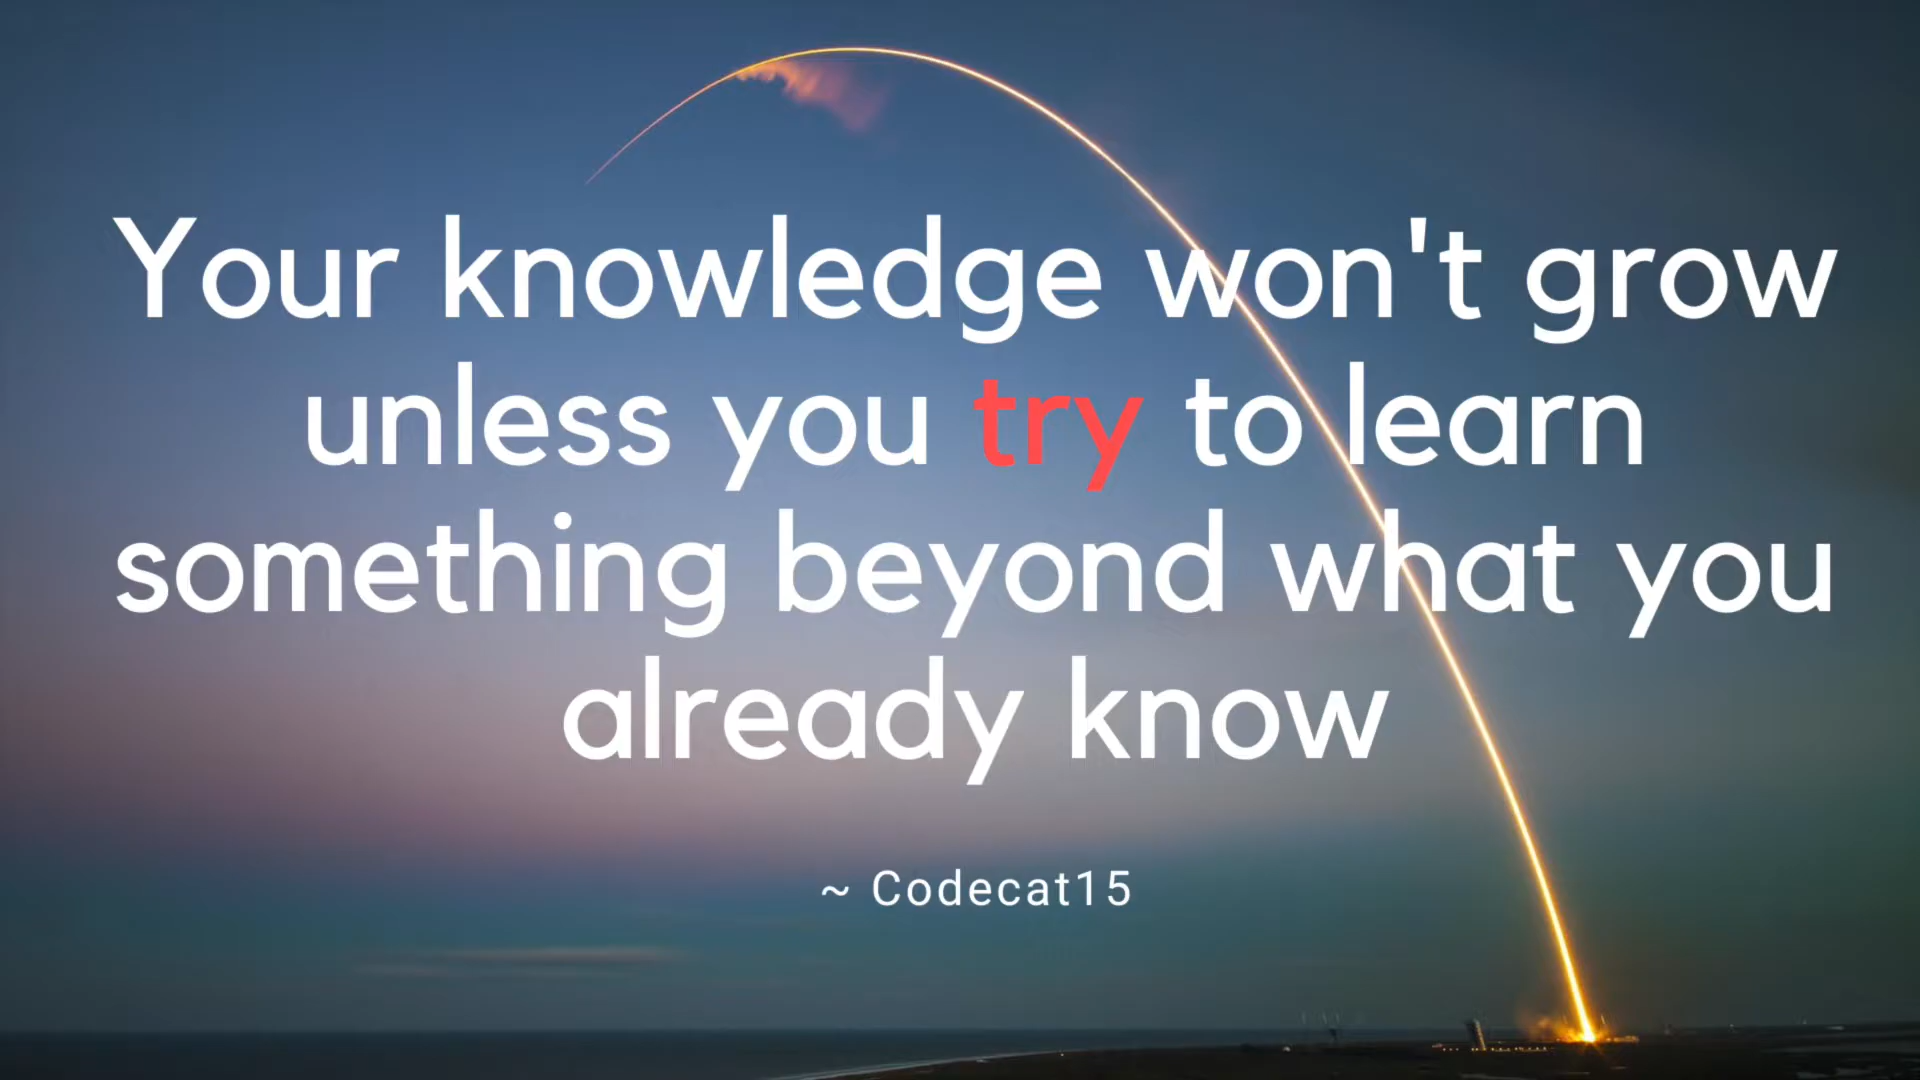 Your knowledge won't grow
unless you try to learn
something beyond what you
already know
~ Codecat15